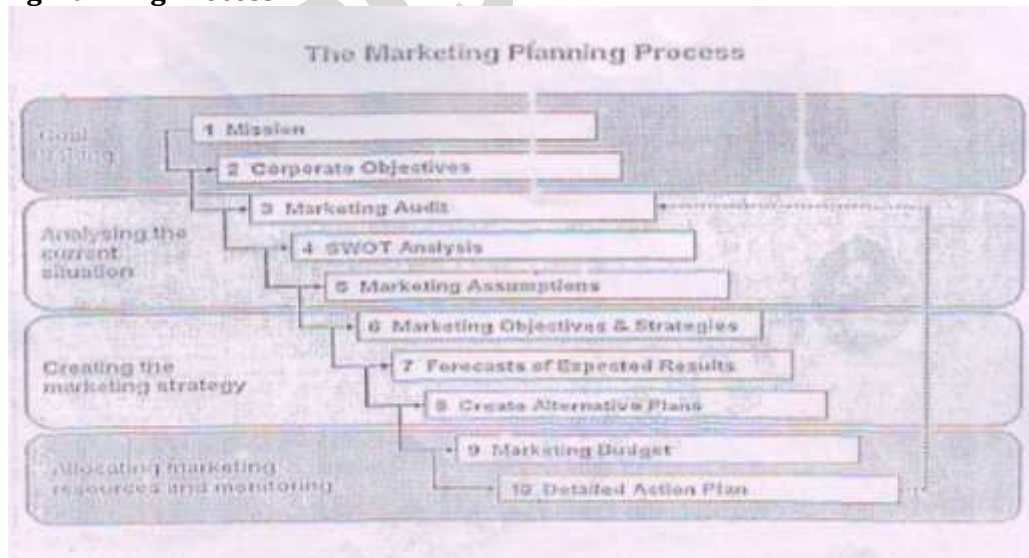 The Marketing Planning Process
Goal
1 Mission
2 Corporate Objectives
3 Marketing Audit
Analysing the
current
situation
4 SWOT Analysis
5 Marketing Assumptions
6 Marketing Objectives & Strategies
Creating the
marketing strategy
7 Forecasts of Expected Results
8 Create Alternative Plans
9 Marketing Budget
Allocating marketing
resources and monitoring
10 Detailed Action Plan